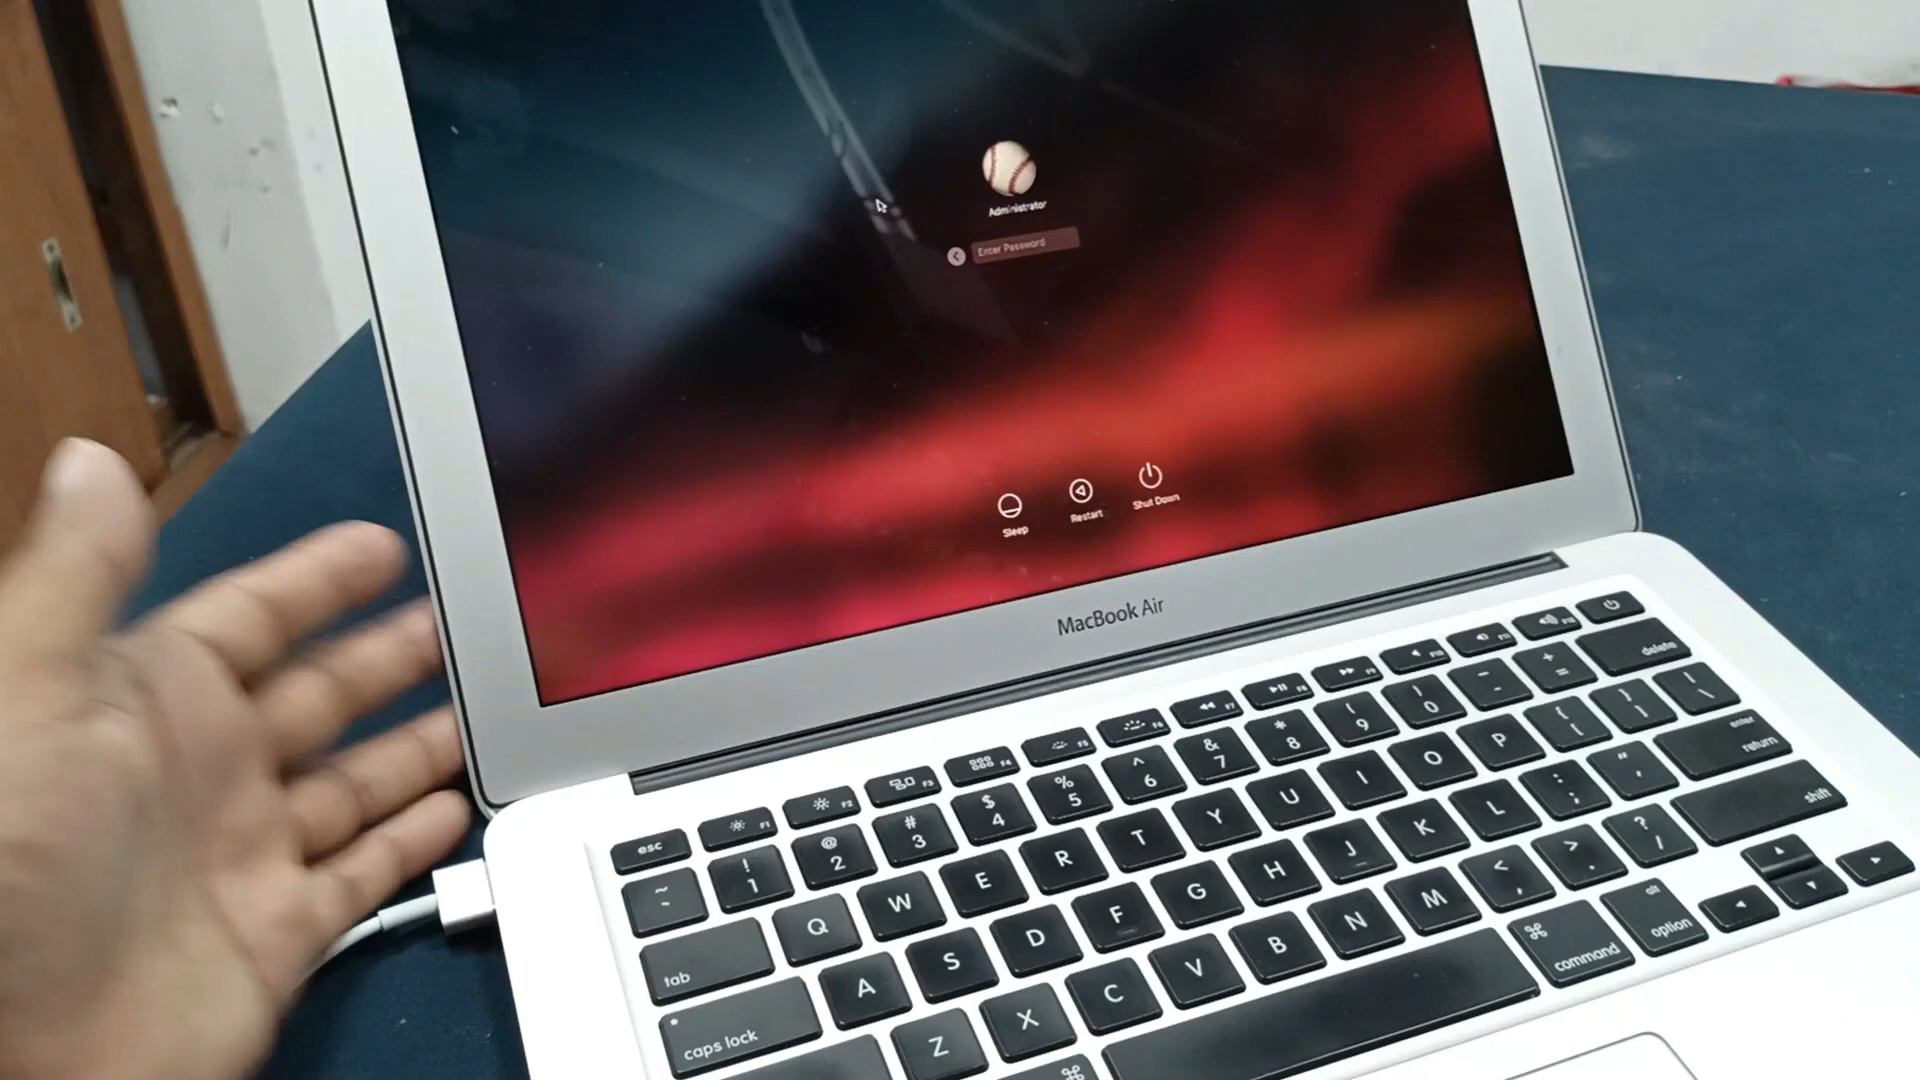 Administrator
Enter Password
Sleep
Restart
Shut Down
MacBook Air
esc
F1
F2
F3
F4
F5
F6
F7
F8
F9
F10
F11
F12
~
! 1
@ 2
# 3
$ 4
% 5
^ 6
& 7
* 8
( 9
) 0
_ -
+ =
delete
tab
Q W E R T Y U I O P
{ [
} ]
| \
caps lock
A S D F G H J K L
: ;
" '
enter
return
Z X C V B N M
< ,
> .
? /
shift
⌘
⌘
command
alt
option